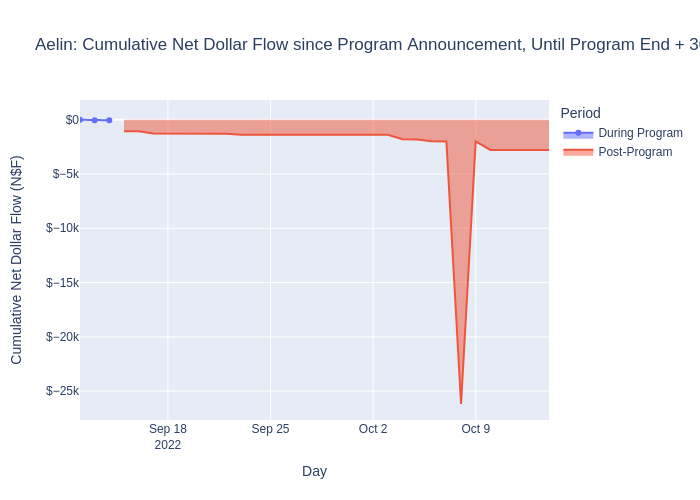 Aelin: Cumulative Net Dollar Flow since Program Announcement, Until Program End + 3
Period
During Program
Post-Program
Cumulative Net Dollar Flow (N$F)
$0
$−5k
$−10k
$−15k
$−20k
$−25k
Sep 18
2022
Sep 25
Oct 2
Oct 9
Day